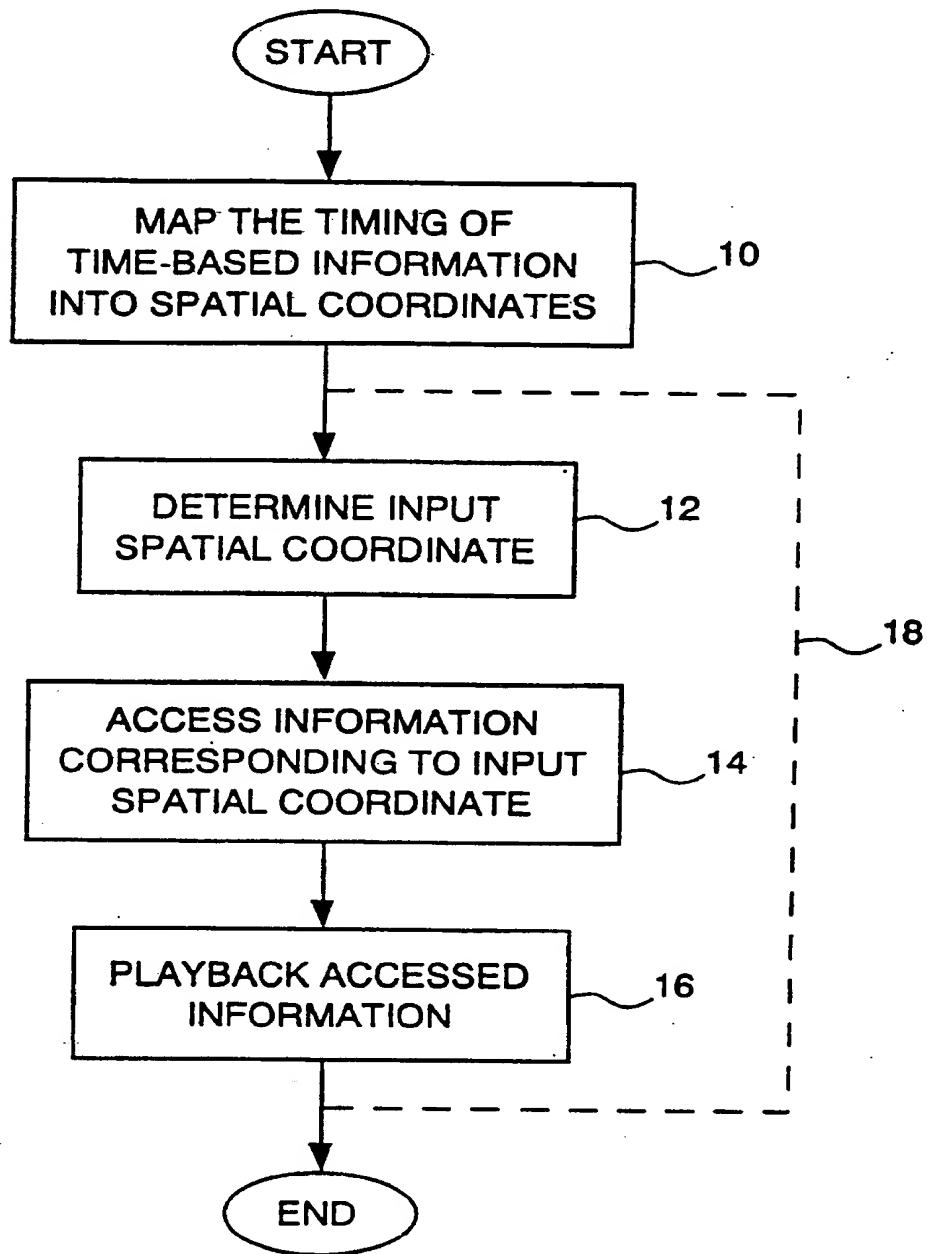 START
MAP THE TIMING OF
TIME-BASED INFORMATION
INTO SPATIAL COORDINATES
10
DETERMINE INPUT
SPATIAL COORDINATE
12
18
ACCESS INFORMATION
CORRESPONDING TO INPUT
SPATIAL COORDINATE
14
PLAYBACK ACCESSED
INFORMATION
16
END